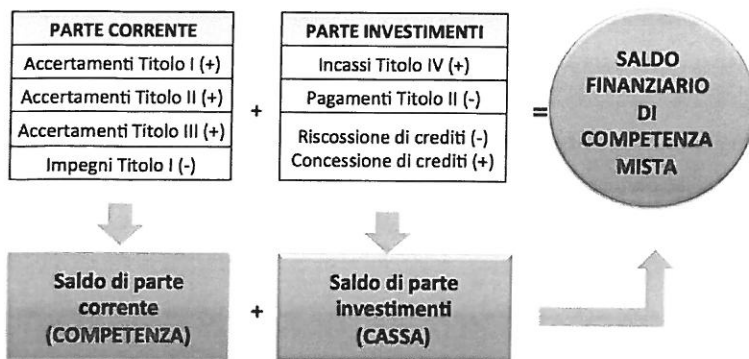 PARTE CORRENTE
Accertamenti Titolo I (+)
Accertamenti Titolo II (+)
Accertamenti Titolo III (+)
Impegni Titolo I (-)
+
PARTE INVESTIMENTI
Incassi Titolo IV (+)
Pagamenti Titolo II (-)
Riscossione di crediti (-)
Concessione di crediti (+)
=
SALDO
FINANZIARIO
DI
COMPETENZA
MISTA
Saldo di parte
corrente
(COMPETENZA)
+
Saldo di parte
investimenti
(CASSA)